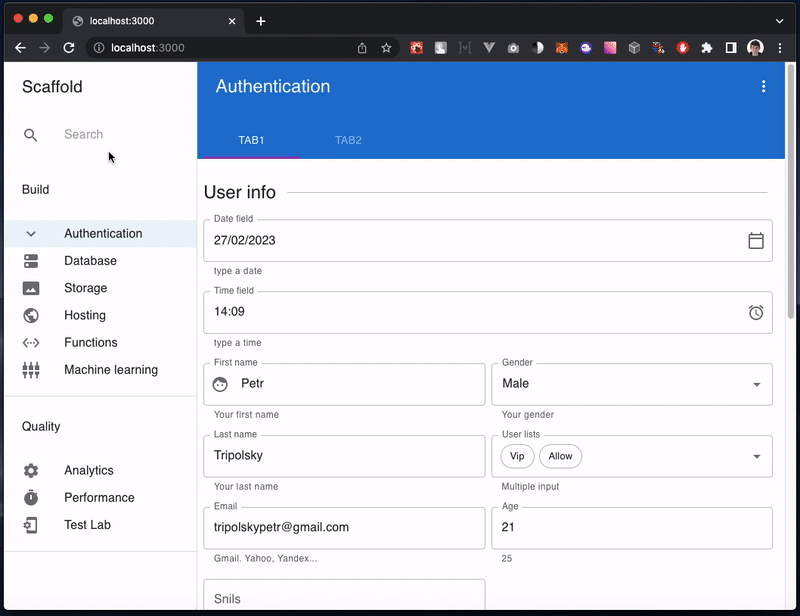 localhost:3000
localhost:3000
Scaffold
Search
Build
Authentication
Database
Storage
Hosting
Functions
Machine learning
Quality
Analytics
Performance
Test Lab
Authentication
TAB1 TAB2
User info
Date field
27/02/2023
type a date
Time field
14:09
type a time
First name
Petr
Your first name
Gender
Male
Your gender
Last name
Tripolsky
Your last name
User lists
Vip Allow
Multiple input
Email
tripolskypetr@gmail.com
Gmail. Yahoo, Yandex...
Age
21
25
Snils